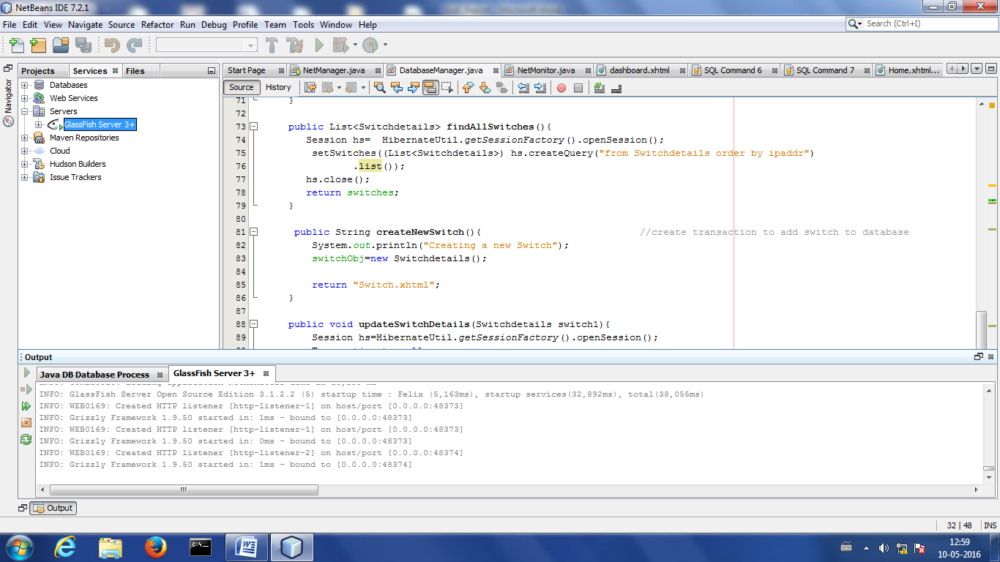 NetBeans IDE 7.2.1
File Edit View Navigate Source Refactor Run Debug Profile Team Tools Window Help
Search (Ctrl+I)
Navigator
Projects Services Files
Databases
Web Services
Servers
GlassFish Server 3+
Maven Repositories
Cloud
Hudson Builders
Issue Trackers
Start Page NetManager.java DatabaseManager.java NetMonitor.java dashboard.xhtml SQL Command 6 SQL Command 7 Home.xhtml...
Source History
71 }
72
73 public List<Switchdetails> findAllSwitches(){
74 Session hs= HibernateUtil.getSessionFactory().openSession();
75 setSwitches((List<Switchdetails>) hs.createQuery("from Switchdetails order by ipaddr")
76 .list());
77 hs.close();
78 return switches;
79 }
80
81 public String createNewSwitch(){ //create transaction to add switch to database
82 System.out.println("Creating a new Switch");
83 switchObj=new Switchdetails();
84
85 return "Switch.xhtml";
86 }
87
88 public void updateSwitchDetails(Switchdetails switch1){
89 Session hs=HibernateUtil.getSessionFactory().openSession();
Output
Java DB Database Process GlassFish Server 3+
INFO: GlassFish Server Open Source Edition 3.1.2.2 (5) startup time : Felix (5,163ms), startup services(32,892ms), total(38,055ms)
INFO: WEB0169: Created HTTP listener [http-listener-1] on host/port [0.0.0.0:48373]
INFO: Grizzly Framework 1.9.50 started in: 1ms - bound to [0.0.0.0:48373]
INFO: WEB0169: Created HTTP listener [http-listener-1] on host/port [0.0.0.0:48373]
INFO: Grizzly Framework 1.9.50 started in: 0ms - bound to [0.0.0.0:48373]
INFO: WEB0169: Created HTTP listener [http-listener-2] on host/port [0.0.0.0:48374]
INFO: Grizzly Framework 1.9.50 started in: 1ms - bound to [0.0.0.0:48374]
Output
32 | 48 INS
12:59
10-05-2016